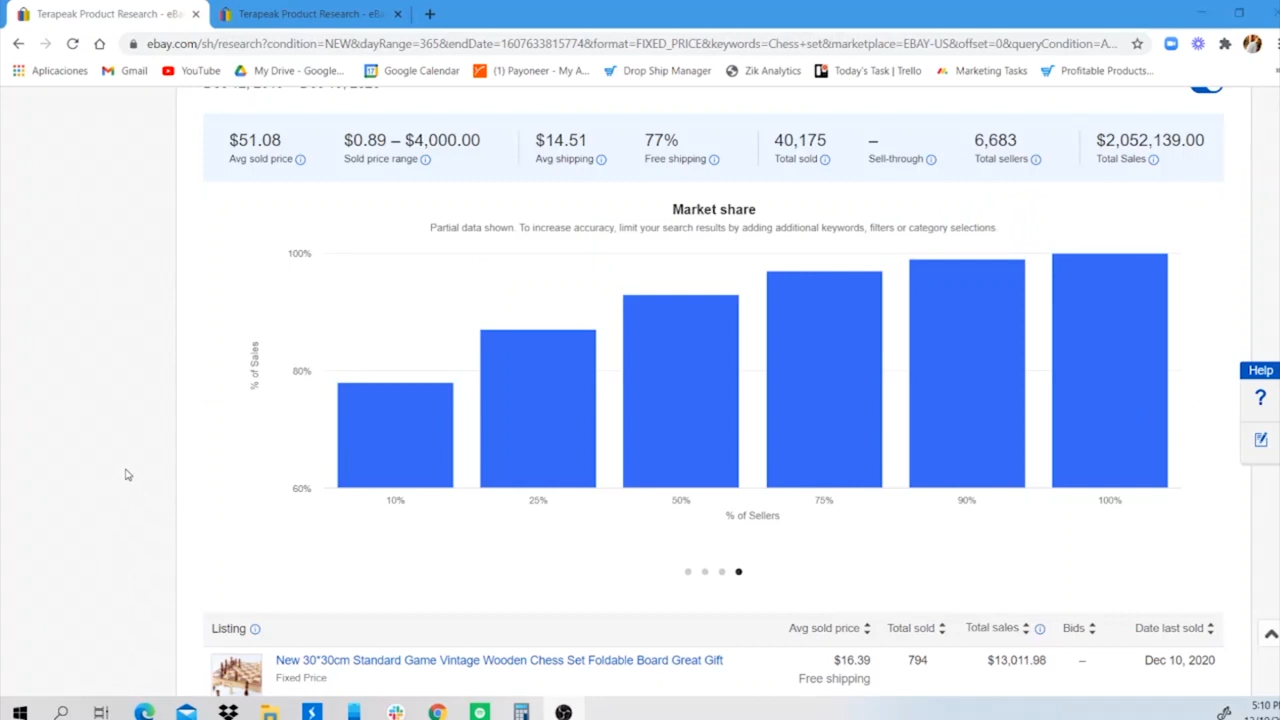 Terapeak Product Research - eBa
Terapeak Product Research - eBa
ebay.com/sh/research?condition=NEW&dayRange=365&endDate=1607633815774&format=FIXED_PRICE&keywords=Chess+set&marketplace=EBAY-US&offset=0&queryCondition=A...
Aplicaciones
Gmail
YouTube
My Drive - Google...
Google Calendar
(1) Payoneer - My A...
Drop Ship Manager
Zik Analytics
Today's Task | Trello
Marketing Tasks
Profitable Products...
$51.08
$0.89 – $4,000.00
$14.51
77%
40,175
–
6,683
$2,052,139.00
Avg sold price
Sold price range
Avg shipping
Free shipping
Total sold
Sell-through
Total sellers
Total Sales
Market share
Partial data shown. To increase accuracy, limit your search results by adding additional keywords, filters or category selections
100%
80%
60%
% of Sales
10%
25%
50%
75%
90%
100%
% of Sellers
Help
?
Listing
Avg sold price
Total sold
Total sales
Bids
Date last sold
New 30*30cm Standard Game Vintage Wooden Chess Set Foldable Board Great Gift
$16.39
794
$13,011.98
–
Dec 10, 2020
Fixed Price
Free shipping
5:10 P